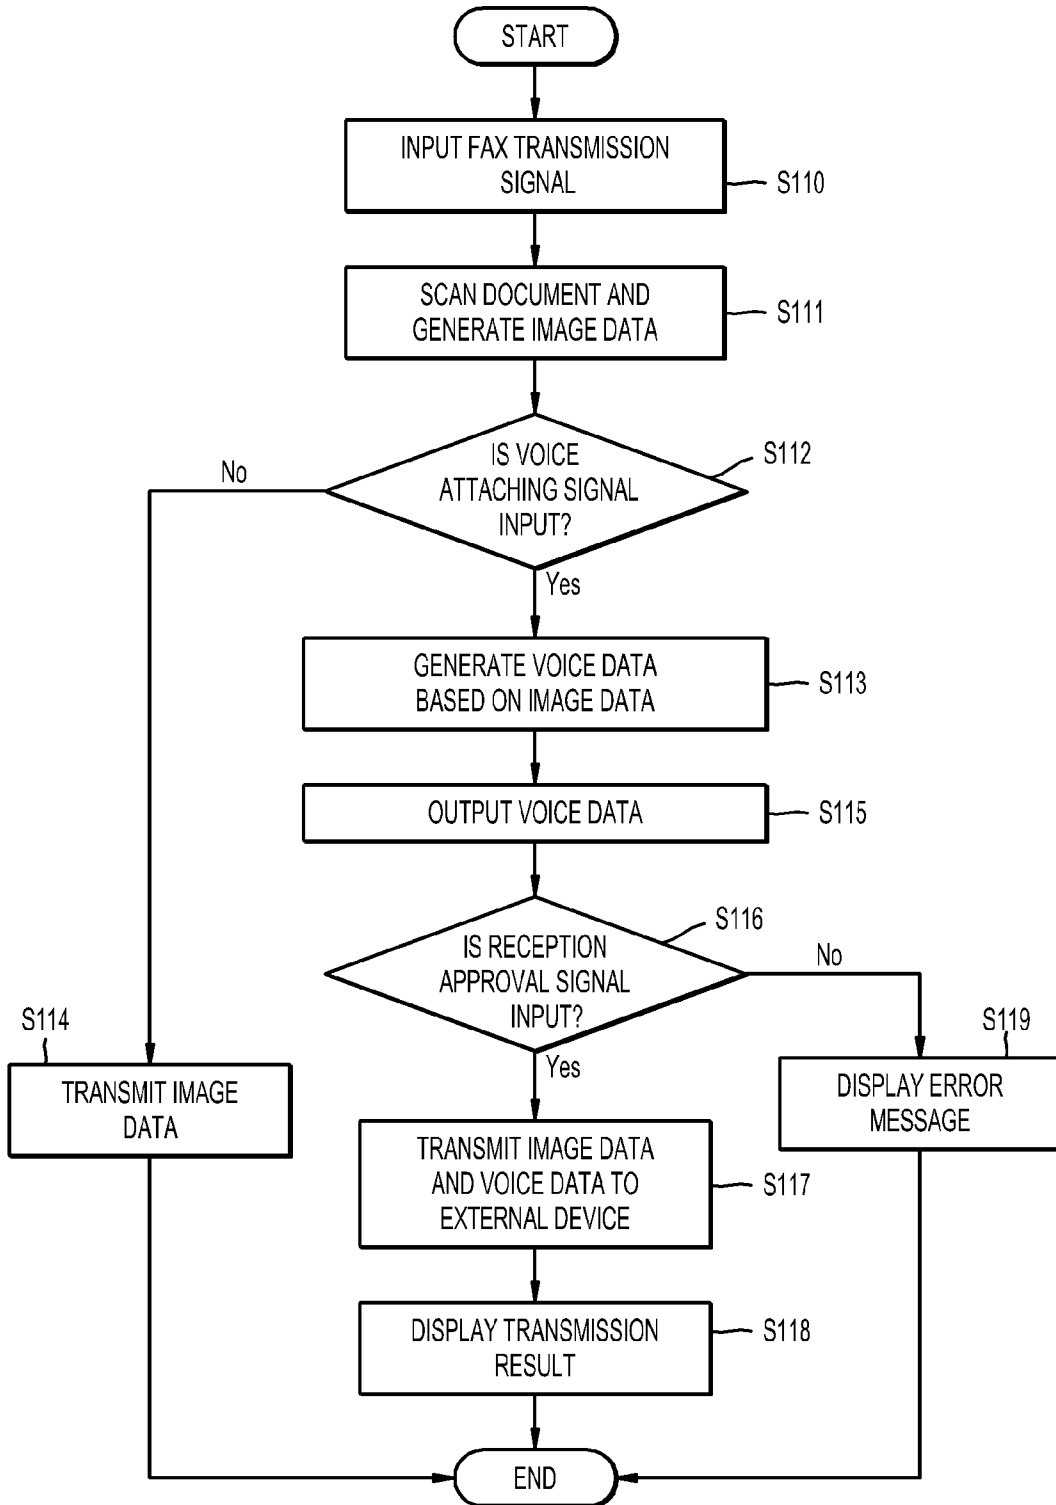 START
INPUT FAX TRANSMISSION
SIGNAL
S110
SCAN DOCUMENT AND
GENERATE IMAGE DATA
S111
IS VOICE
ATTACHING SIGNAL
INPUT?
S112
No
Yes
GENERATE VOICE DATA
BASED ON IMAGE DATA
S113
OUTPUT VOICE DATA
S115
IS RECEPTION
APPROVAL SIGNAL
INPUT?
S116
No
Yes
S114
TRANSMIT IMAGE
DATA
S119
DISPLAY ERROR
MESSAGE
TRANSMIT IMAGE DATA
AND VOICE DATA TO
EXTERNAL DEVICE
S117
DISPLAY TRANSMISSION
RESULT
S118
END